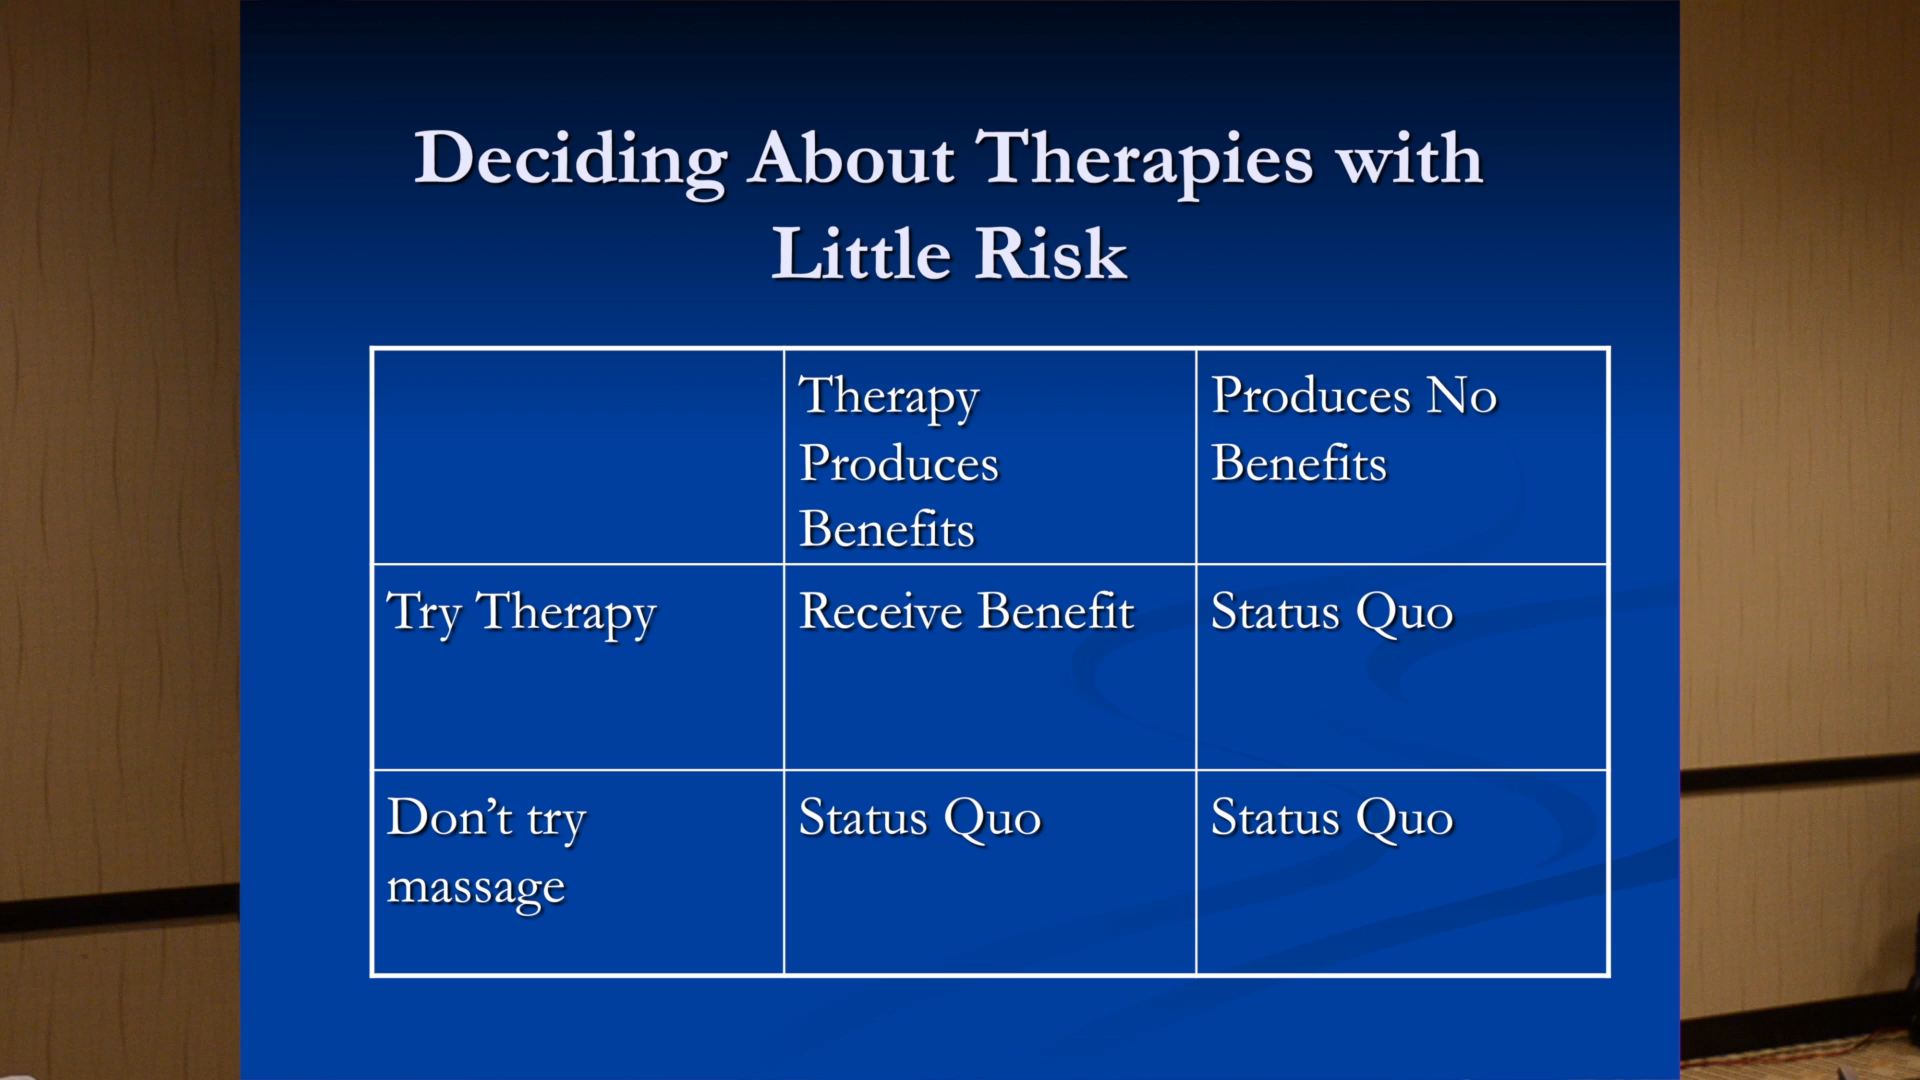 Deciding About Therapies with
Little Risk
Therapy
Produces
Benefits
Produces No
Benefits
Try Therapy
Receive Benefit
Status Quo
Don’t try
massage
Status Quo
Status Quo